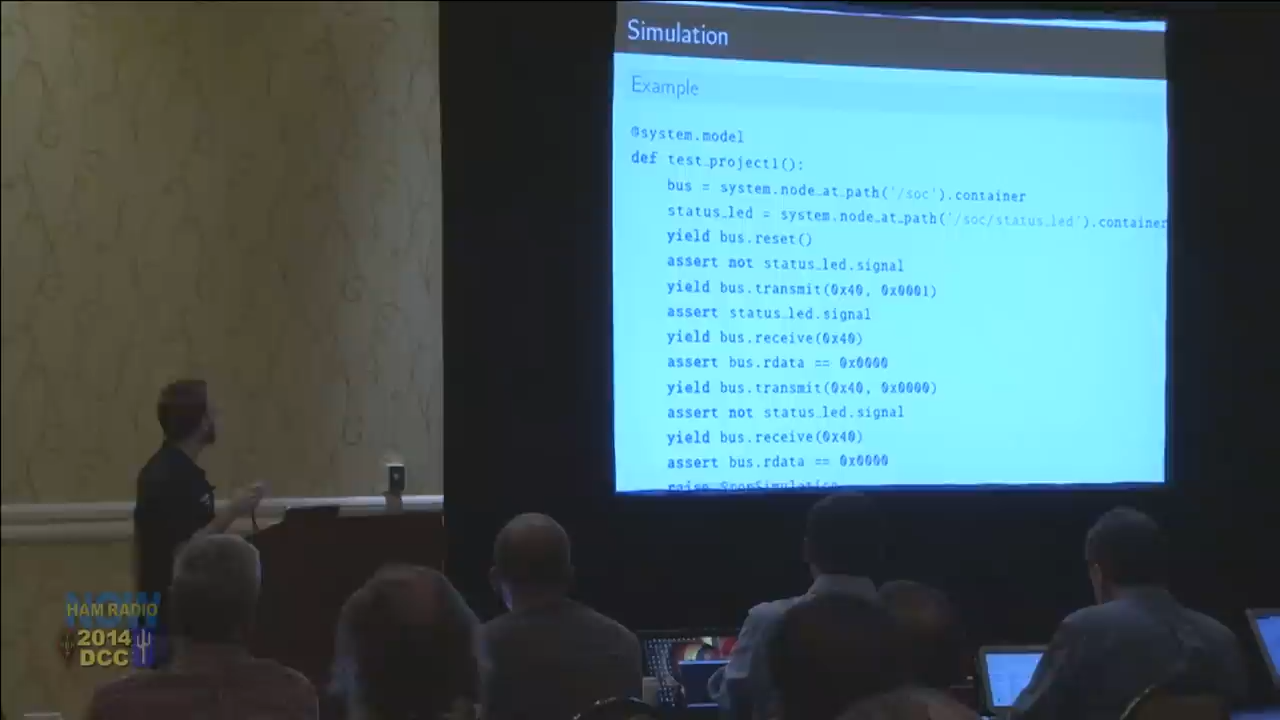 Simulation
Example
@system.model
def test_project1():
bus = system.node_at_path('/soc').container
status_led = system.node_at_path('/soc/status_led').container
yield bus.reset()
assert not status_led.signal
yield bus.transmit(0x40, 0x0001)
assert status_led.signal
yield bus.receive(0x40)
assert bus.rdata == 0x0000
yield bus.transmit(0x40, 0x0000)
assert not status_led.signal
yield bus.receive(0x40)
assert bus.rdata == 0x0000
raise StopSimulation
NOW
HAM RADIO
2014
DCC